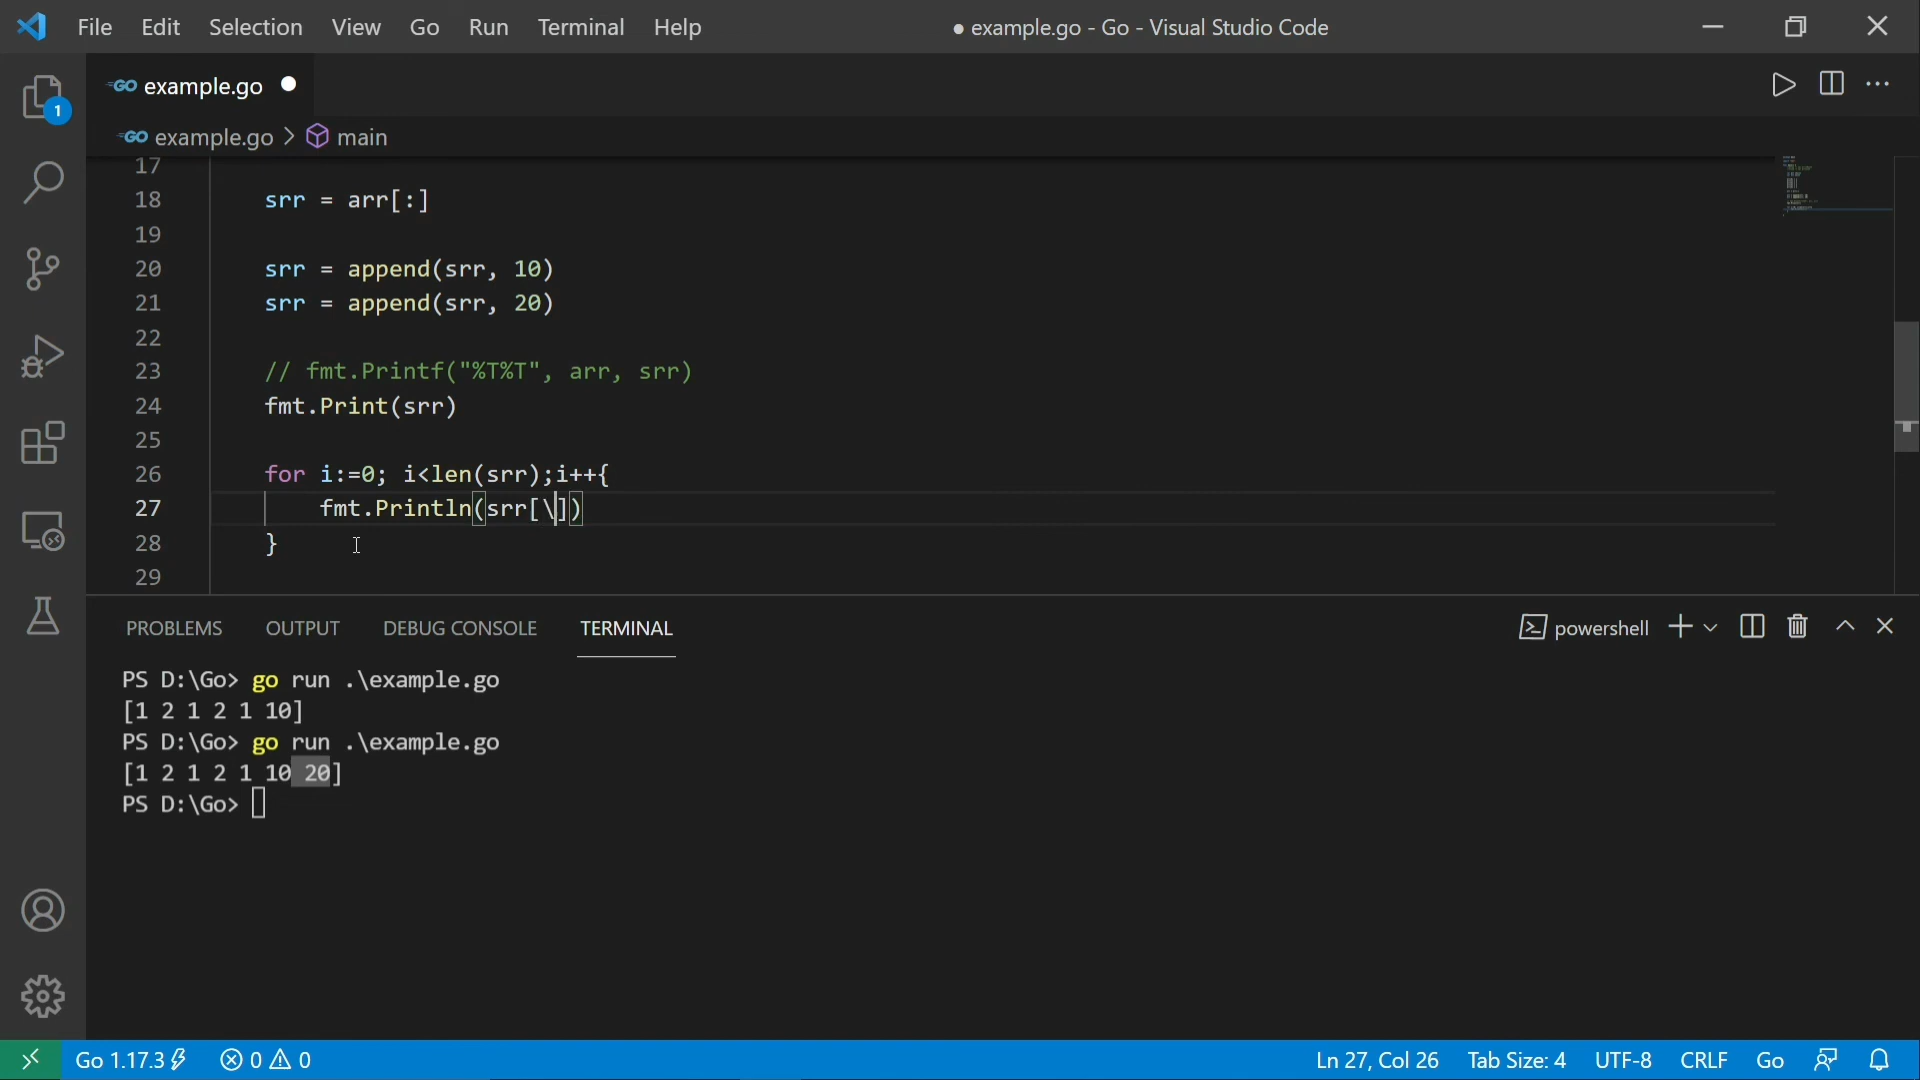 File Edit Selection View Go Run Terminal Help ● example.go - Go - Visual Studio Code
GO example.go
GO example.go > main
1
17
18 srr = arr[:]
19
20 srr = append(srr, 10)
21 srr = append(srr, 20)
22
23 // fmt.Printf("%T%T", arr, srr)
24 fmt.Print(srr)
25
26 for i:=0; i<len(srr);i++{
27 fmt.Println(srr[\])
28 }
29
PROBLEMS OUTPUT DEBUG CONSOLE TERMINAL powershell
PS D:\Go> go run .\example.go
[1 2 1 2 1 10]
PS D:\Go> go run .\example.go
[1 2 1 2 1 10 20]
PS D:\Go>
Go 1.17.3 0 0 Ln 27, Col 26 Tab Size: 4 UTF-8 CRLF Go